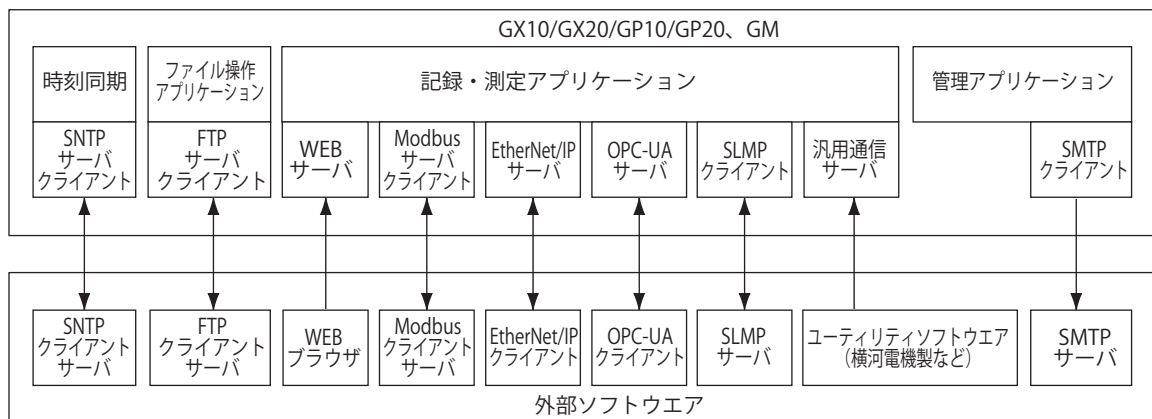 GX10/GX20/GP10/GP20、GM
時刻同期
ファイル操作
アプリケーション
記録・測定アプリケーション
管理アプリケーション
SNTP
サーバ
クライアント
FTP
サーバ
クライアント
WEB
サーバ
Modbus
サーバ
クライアント
EtherNet/IP
サーバ
OPC-UA
サーバ
SLMP
クライアント
汎用通信
サーバ
SMTP
クライアント
SNTP
クライアント
サーバ
FTP
クライアント
サーバ
WEB
ブラウザ
Modbus
クライアント
サーバ
EtherNet/IP
クライアント
OPC-UA
クライアント
SLMP
サーバ
ユーティリティソフトウエア
(横河電機製など)
SMTP
サーバ
外部ソフトウエア